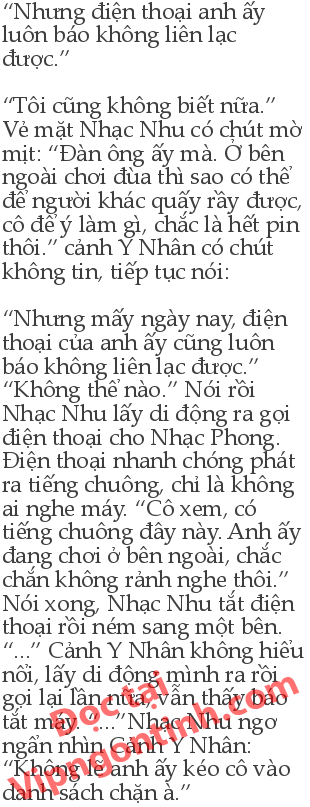 “Nhưng điện thoại anh ấy
luôn báo không liên lạc
được.”
“Tôi cũng không biết nữa.”
Vẻ mặt Nhạc Nhu có chút mờ
mịt: “Đàn ông ấy mà. Ở bên
ngoài chơi đùa thì sao có thể
để người khác quấy rầy được,
cô để ý làm gì, chắc là hết pin
thôi.” cảnh Y Nhân có chút
không tin, tiếp tục nói:
“Nhưng mấy ngày nay, điện
thoại của anh ấy cũng luôn
báo không liên lạc được.”
“Không thể nào.” Nói rồi
Nhạc Nhu lấy di động ra gọi
điện thoại cho Nhạc Phong.
Điện thoại nhanh chóng phát
ra tiếng chuông, chỉ là không
ai nghe máy. “Cô xem, có
tiếng chuông đây này. Anh ấy
đang chơi ở bên ngoài, chắc
chắn không rảnh nghe thôi.”
Nói xong, Nhạc Nhu tắt điện
thoại rồi ném sang một bên.
“...” Cảnh Y Nhân không hiểu
nổi, lấy di động mình ra rồi
gọi lại lần nữa, vẫn thấy báo
tắt máy. “...” Nhạc Nhu ngơ
ngẩn nhìn Cảnh Y Nhân:
“Không lẽ anh ấy kéo cô vào
danh sách chặn à.”
Đọc tại
Vipngontinh.com